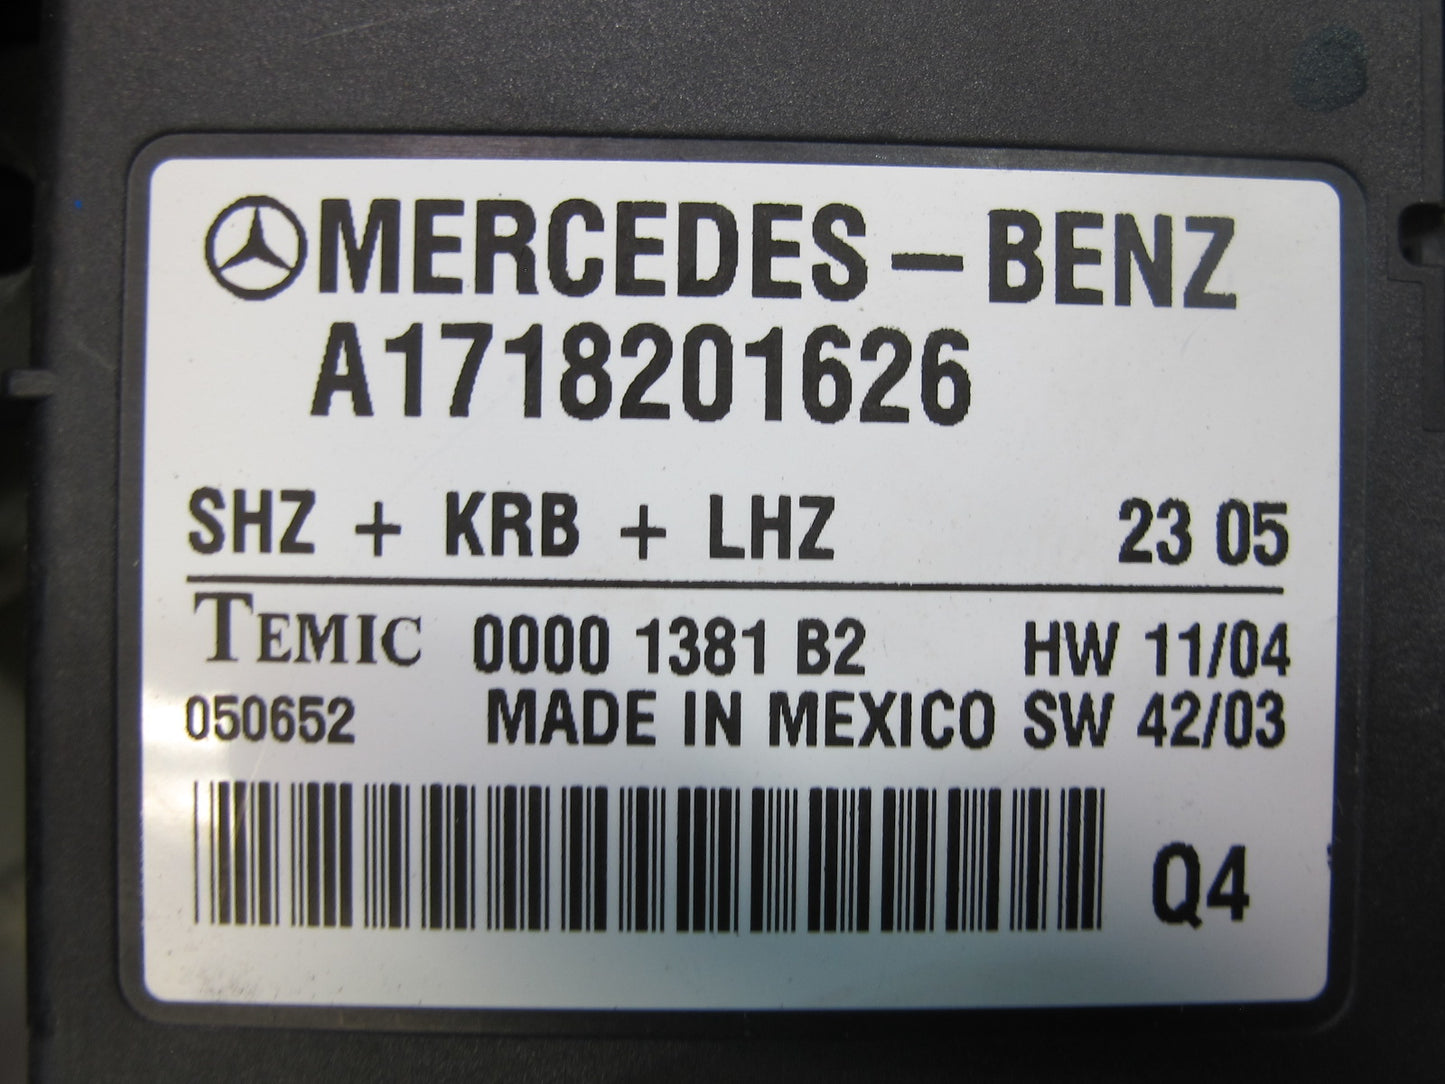 MERCEDES-BENZ
A1718201626
SHZ + KRB + LHZ 23 05
TEMIC 0000 1381 B2 HW 11/04
050652 MADE IN MEXICO SW 42/03
Q4